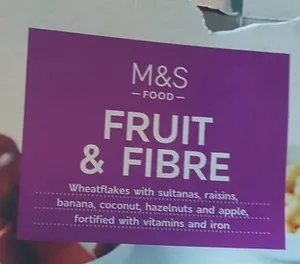 M&S
FOOD
FRUIT
& FIBRE
Wheatflakes with sultanas, raisins,
banana, coconut, hazelnuts and apple,
fortified with vitamins and iron